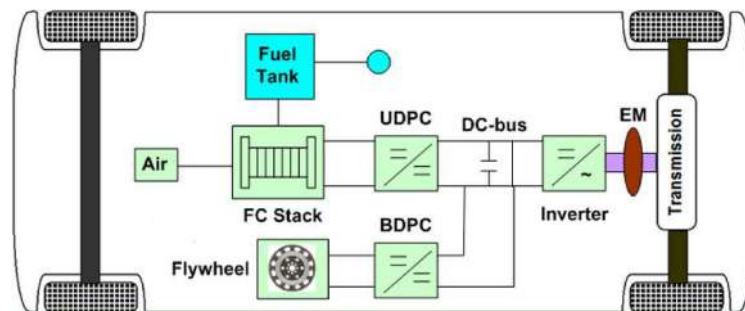 Fuel
Tank
UDPC
DC-bus
EM
Air
FC Stack
Inverter
~
Transmission
BDPC
Flywheel